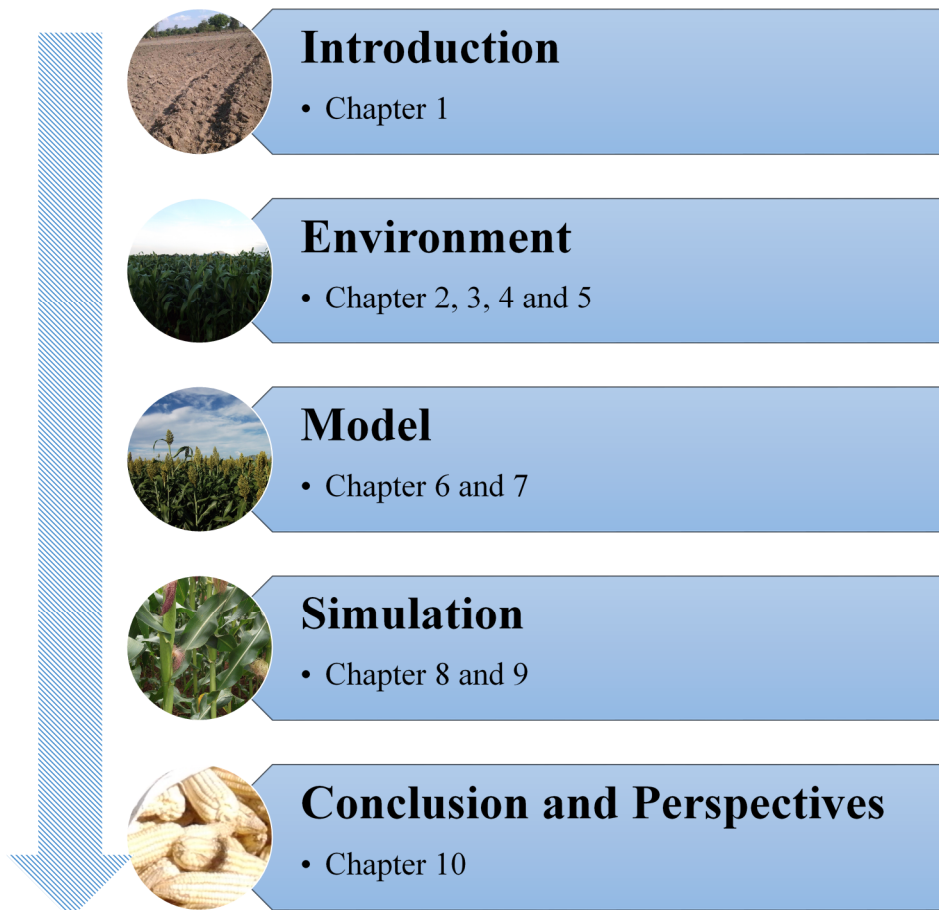 Introduction
• Chapter 1
Environment
• Chapter 2, 3, 4 and 5
Model
• Chapter 6 and 7
Simulation
• Chapter 8 and 9
Conclusion and Perspectives
• Chapter 10